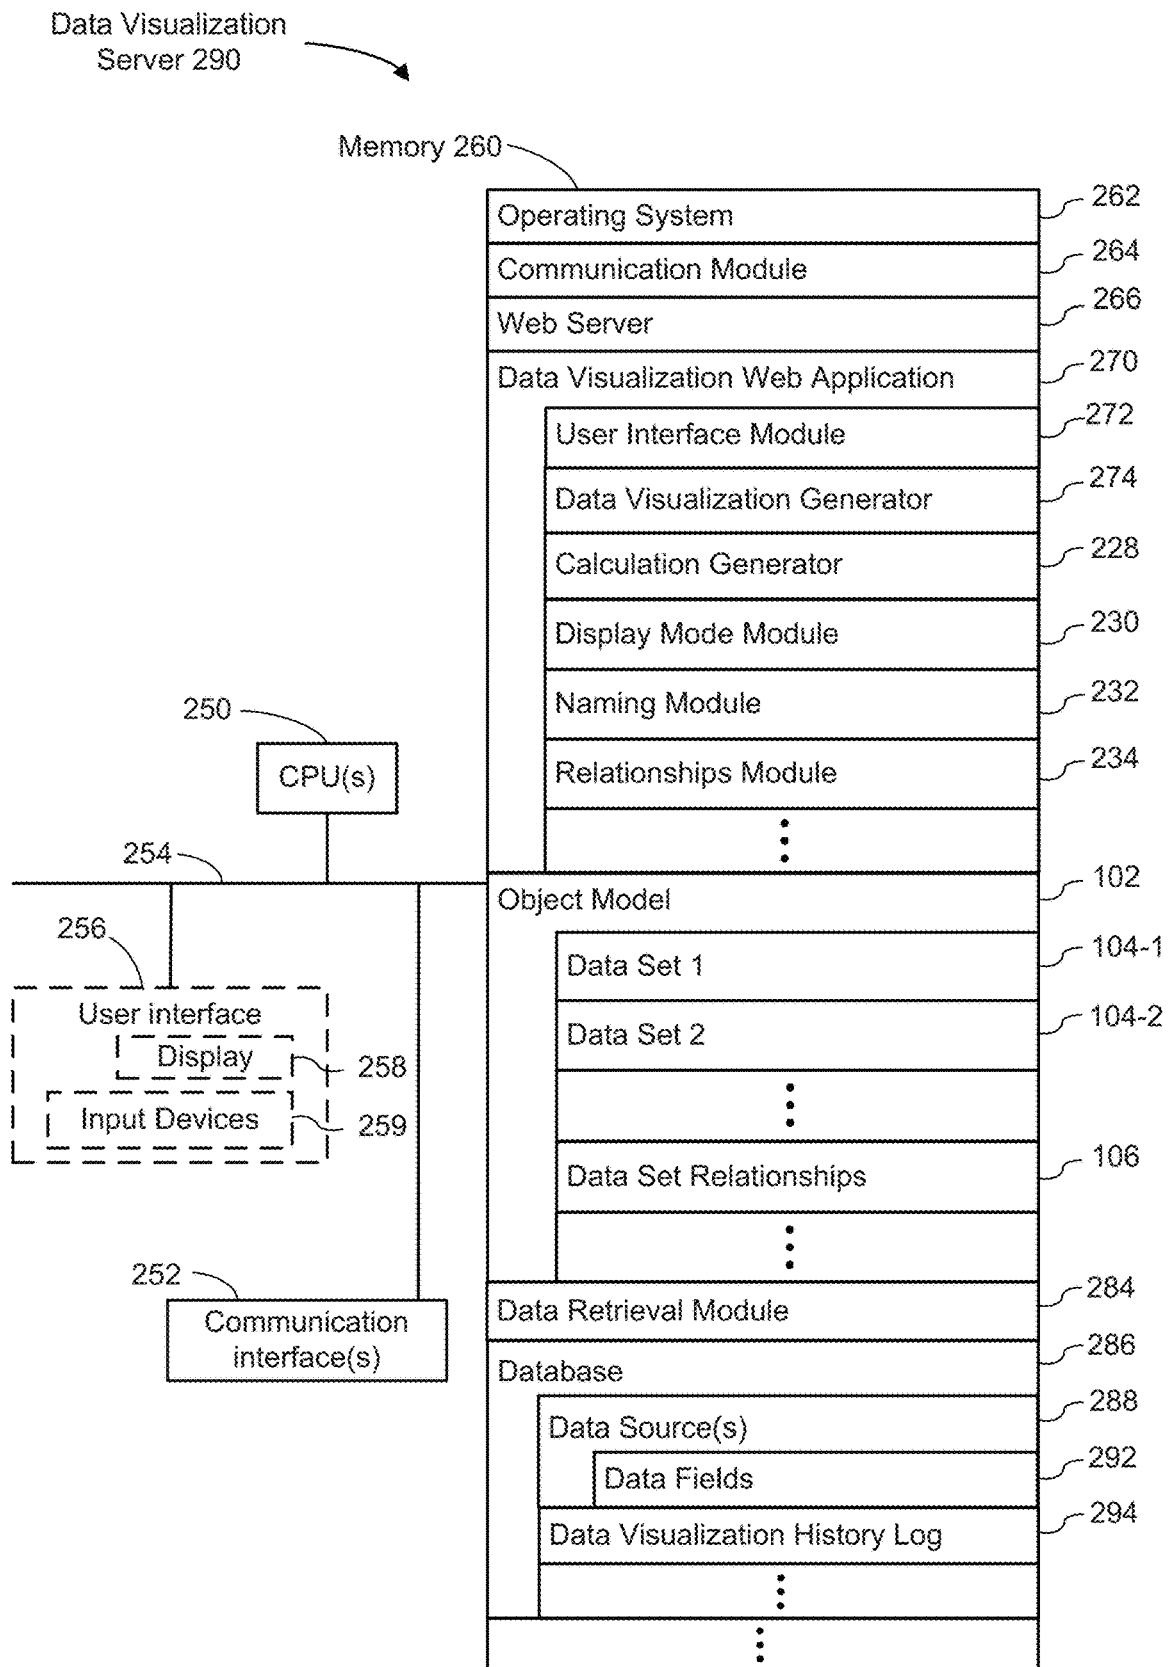 Data Visualization
Server 290
Memory 260
Operating System
262
Communication Module
264
Web Server
266
Data Visualization Web Application
270
User Interface Module
272
Data Visualization Generator
274
Calculation Generator
228
Display Mode Module
230
Naming Module
232
Relationships Module
234
250
CPU(s)
254
256
User interface
Display
258
Input Devices
259
252
Communication
interface(s)
Object Model
102
Data Set 1
104-1
Data Set 2
104-2
Data Set Relationships
106
Data Retrieval Module
284
Database
286
Data Source(s)
288
Data Fields
292
Data Visualization History Log
294